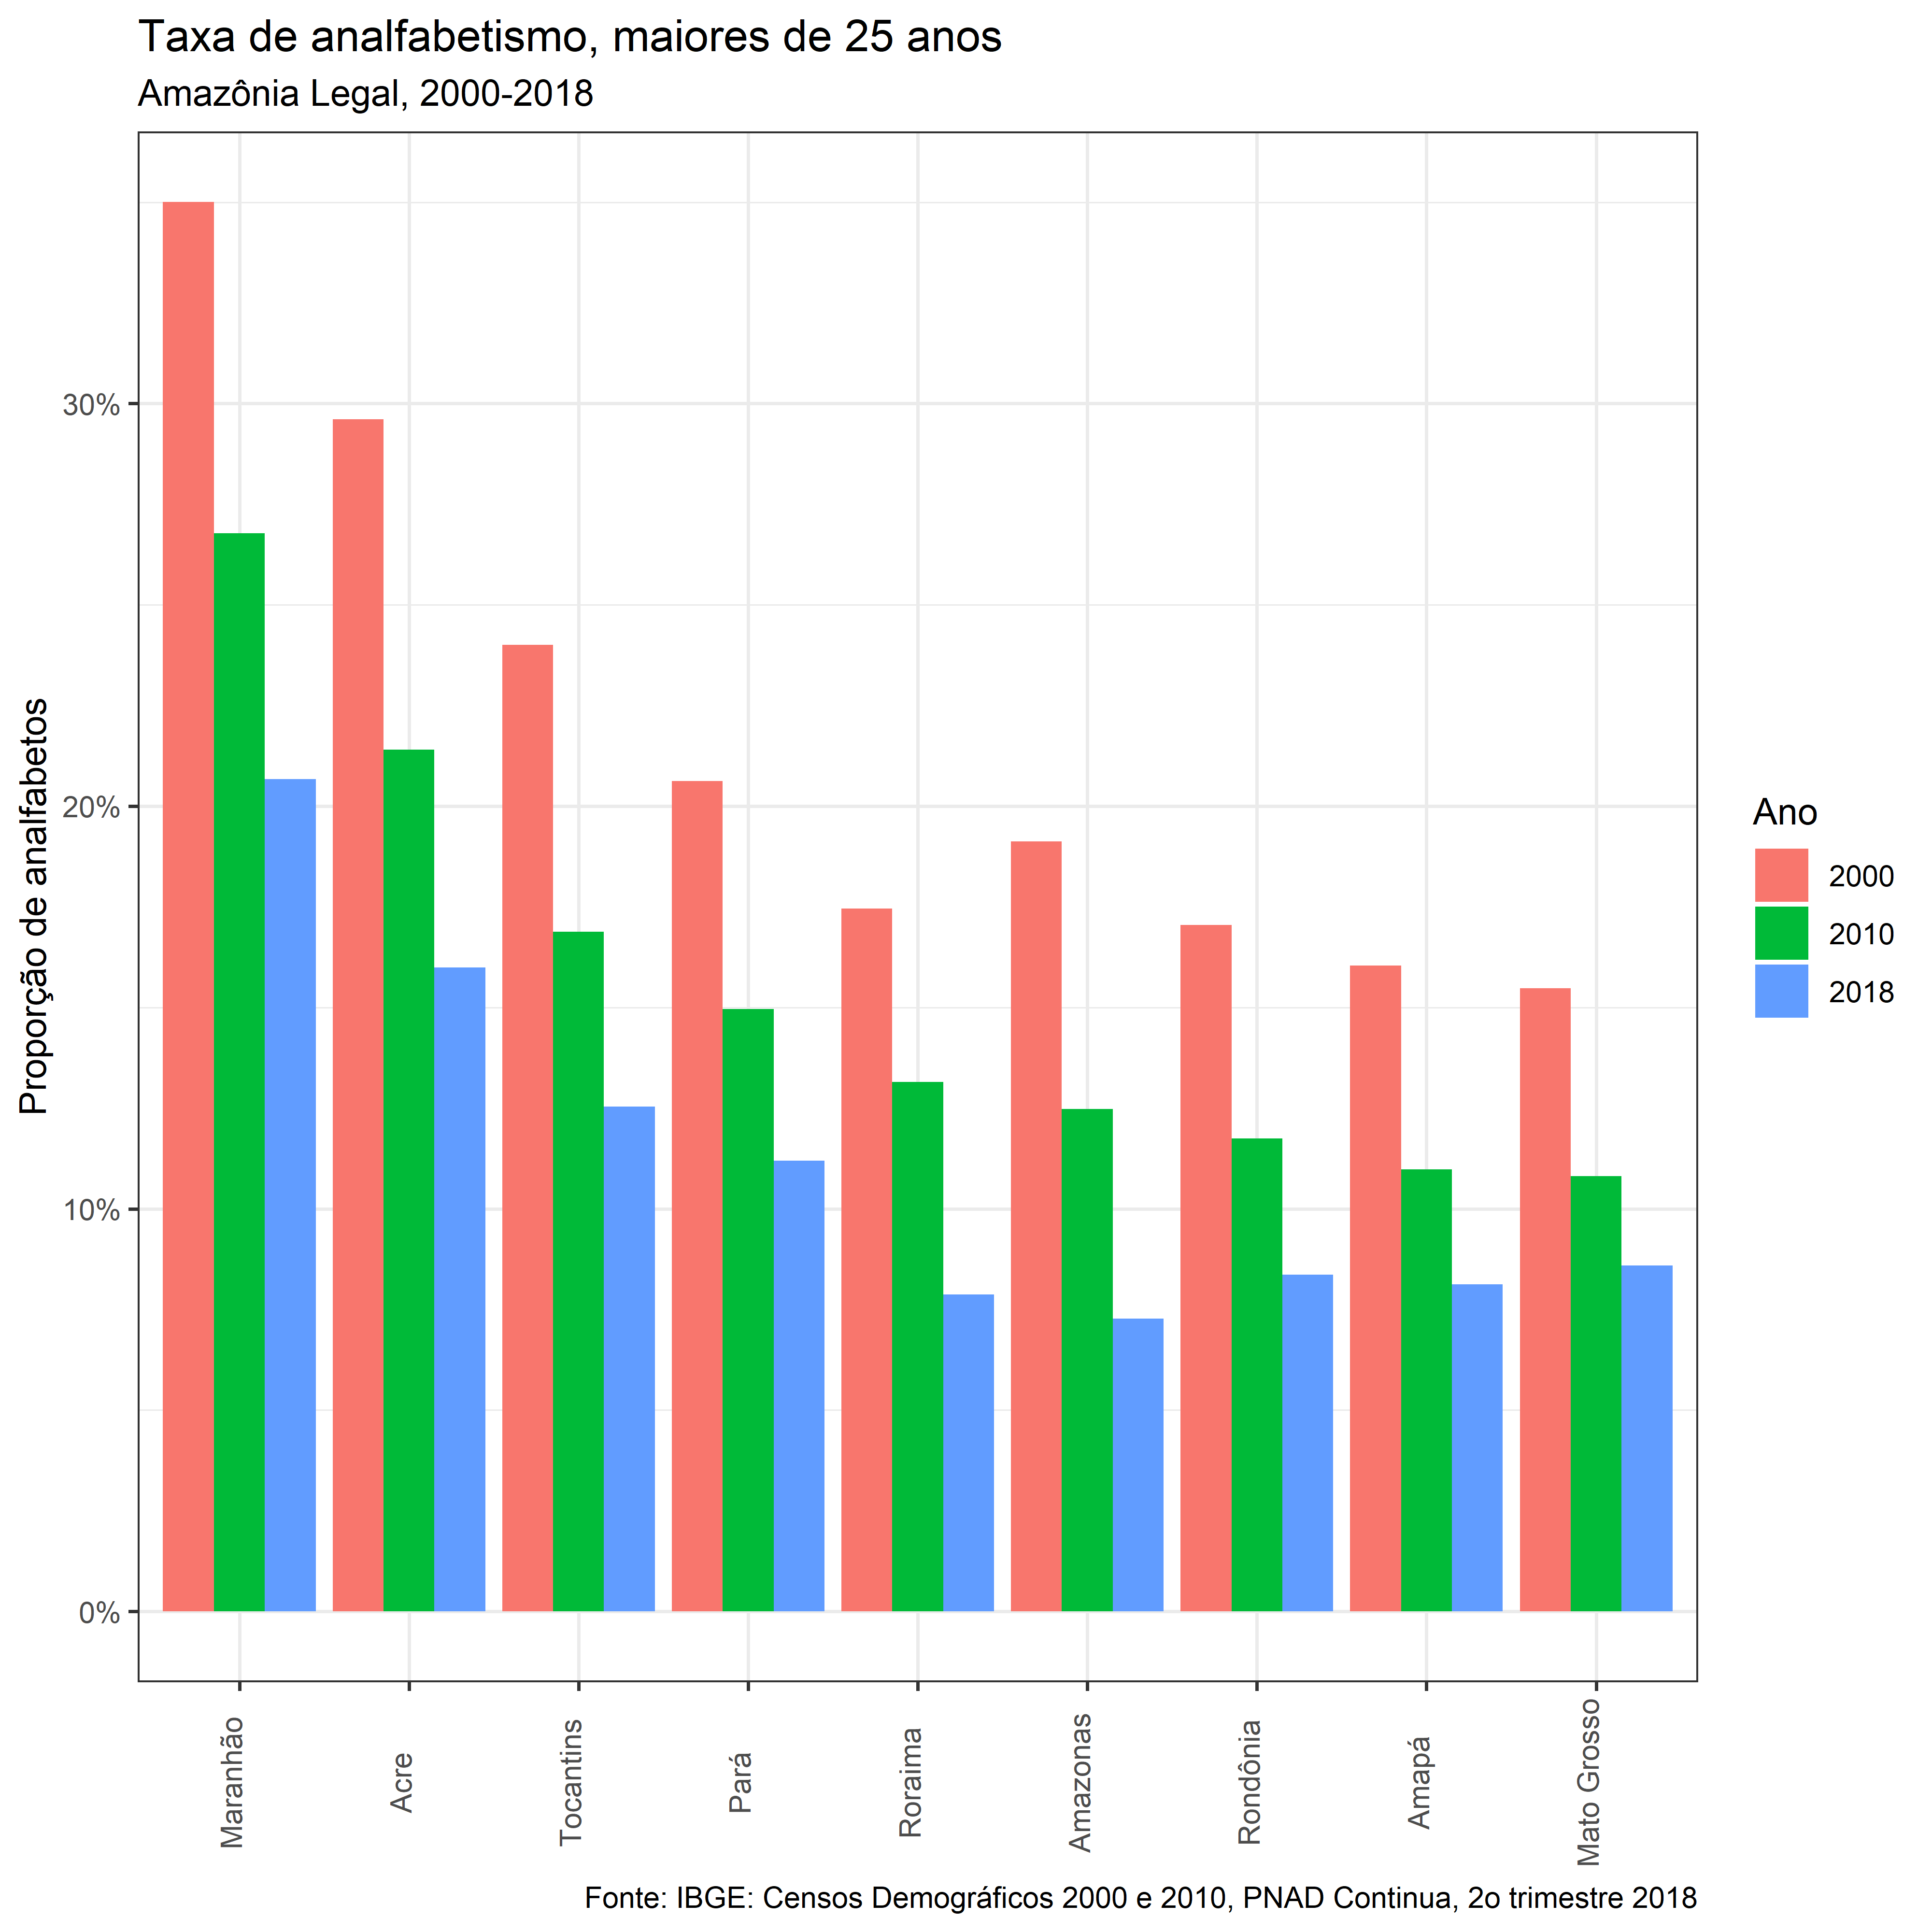 Taxa de analfabetismo, maiores de 25 anos
Amazônia Legal, 2000-2018
Proporção de analfabetos
30%
20%
10%
0%
Maranhão
Acre
Tocantins
Pará
Roraima
Amazonas
Rondônia
Amapá
Mato Grosso
Ano
2000
2010
2018
Fonte: IBGE: Censos Demográficos 2000 e 2010, PNAD Continua, 2o trimestre 2018